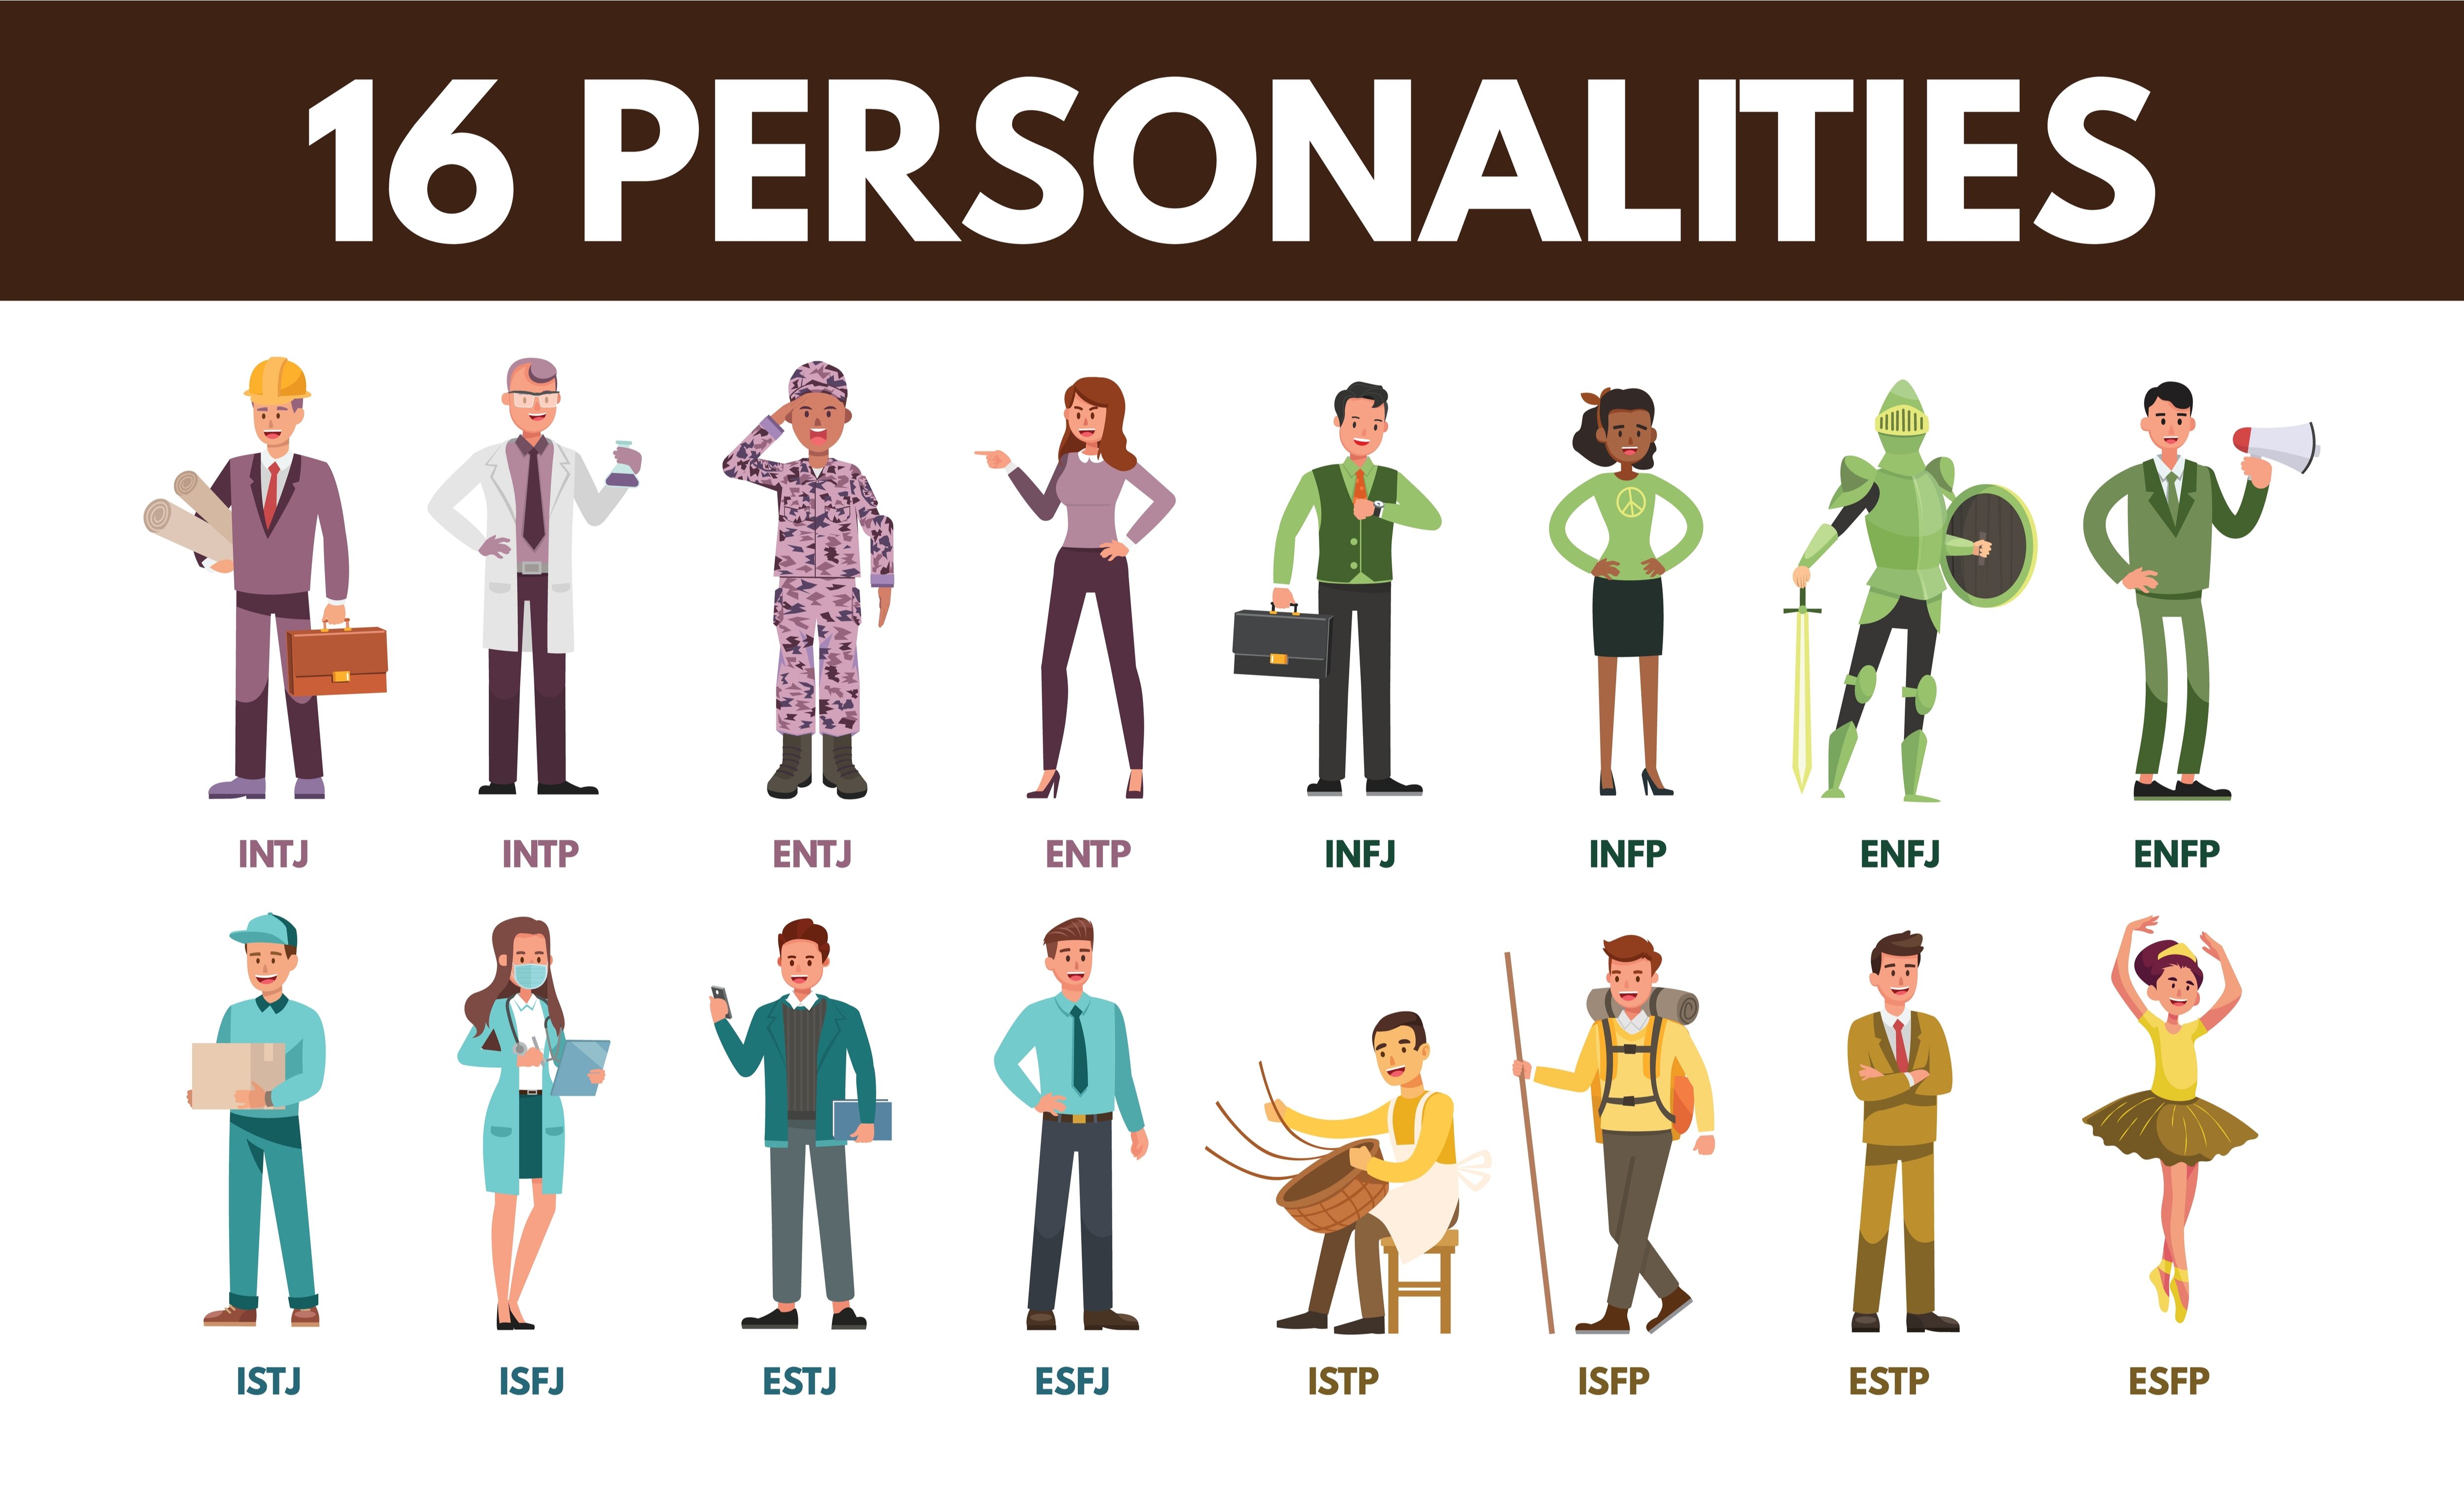 16 PERSONALITIES
INTJ INTP ENTJ ENTP INFJ INFP ENFJ ENFP
ISTJ ISFJ ESTJ ESFJ ISTP ISFP ESTP ESFP